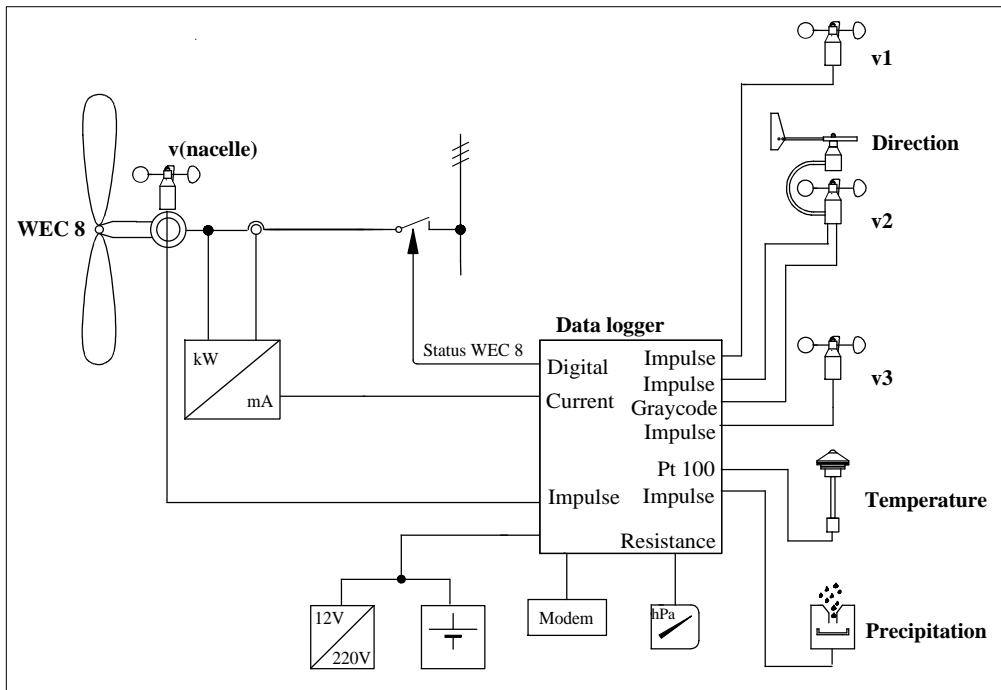 v1
v(nacelle)
Direction
WEC 8
v2
Data logger
Status WEC 8
Impulse
kW
Digital
v3
Impulse
mA
Current
Graycode
Impulse
Pt 100
Impulse
Impulse
Temperature
Resistance
12V
Modem
hPa
220V
Precipitation